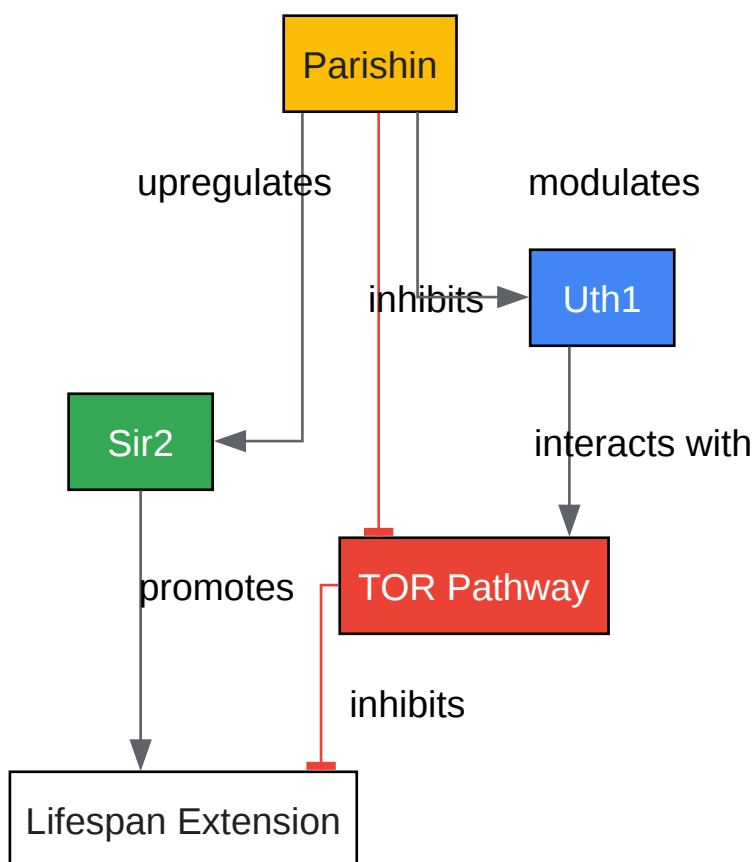 Parishin
upregulates
modulates
inhibits
Uth1
Sir2
interacts with
promotes
TOR Pathway
inhibits
Lifespan Extension